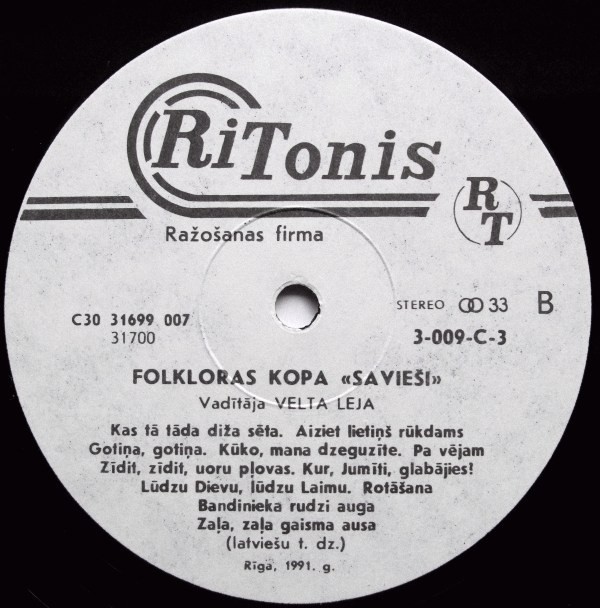 RiTonis
RT
Ražošanas firma
STEREO 33 B
C30 31699 007
31700
3-009-C-3
FOLKLORAS KOPA «SAVIEŠI»
Vadītāja VELTA LEJA
Kas tā tāda diža sēta. Aiziet lietiņš rūkdams
Gotiņa, gotiņa. Kūko, mana dzeguzīte. Pa vējam
Zīdit, zīdit, uoru pļovas. Kur, Jumīti, glabājies?
Lūdzu Dievu, lūdzu Laimu. Rotāšana
Bandinieka rudzi auga
Zaļa, zaļa gaisma ausa
(latviešu t. dz.)
Rīga, 1991. g.